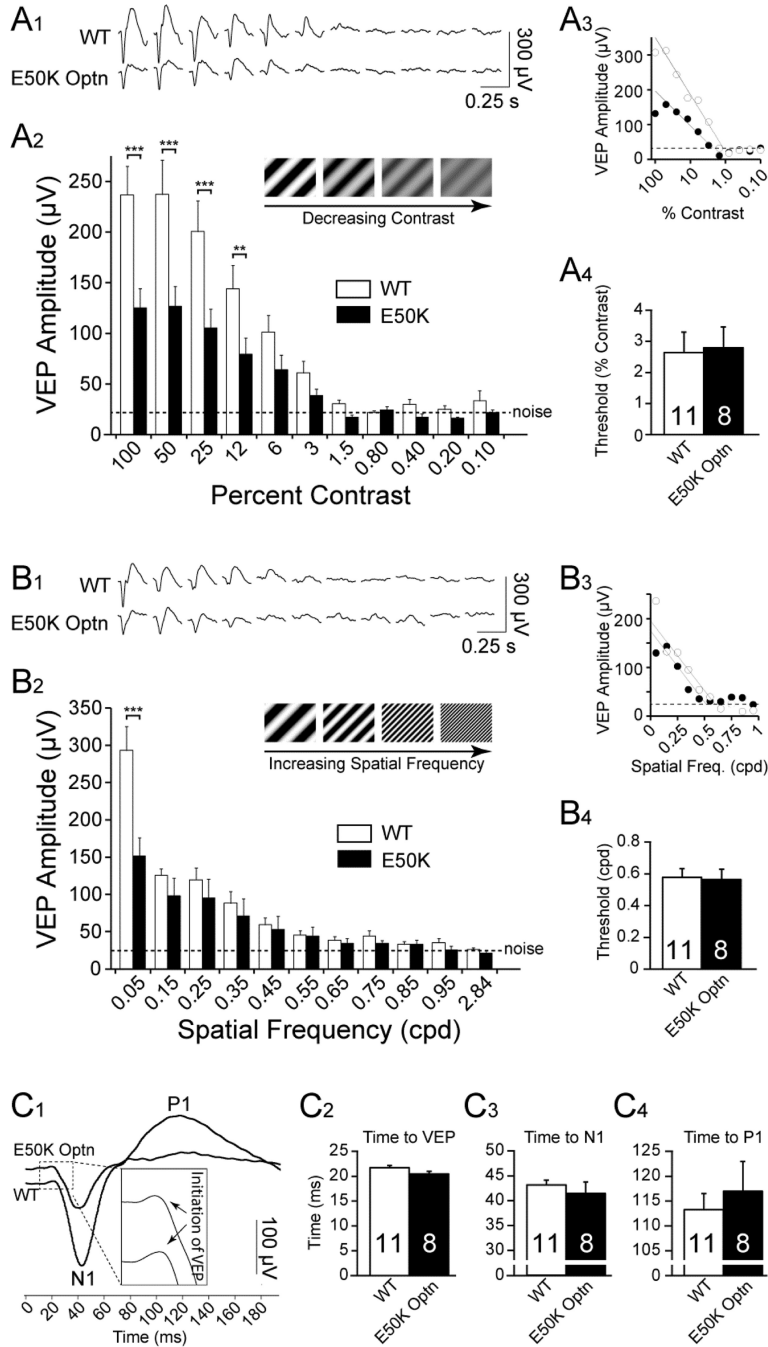 A1
WT
E50K Optn
300 µV
0.25 s
A2
VEP Amplitude (µV)
250
200
150
100
50
0
***
***
***
**
Decreasing Contrast
WT
E50K
noise
100
50
25
12
6
3
1.5
0.80
0.40
0.20
0.10
Percent Contrast
A3
VEP Amplitude (µV)
300
200
100
0
100
10
1.0
0.10
% Contrast
A4
Threshold (% Contrast)
4
3
2
1
0
11
8
WT
E50K Optn
B1
WT
E50K Optn
300 µV
0.25 s
B2
VEP Amplitude (µV)
350
300
250
200
150
100
50
0
***
Increasing Spatial Frequency
WT
E50K
noise
0.05
0.15
0.25
0.35
0.45
0.55
0.65
0.75
0.85
0.95
2.84
Spatial Frequency (cpd)
B3
VEP Amplitude (µV)
200
100
0
0
0.25
0.5
0.75
1
Spatial Freq. (cpd)
B4
Threshold (cpd)
0.8
0.6
0.4
0.2
0
11
8
WT
E50K Optn
C1
P1
E50K Optn
WT
N1
Initiation of VEP
100 µV
0
20
40
60
80
100
120
140
160
180
Time (ms)
C2
Time to VEP
Time (ms)
25
20
15
10
5
0
11
8
WT
E50K Optn
C3
Time to N1
50
45
40
35
30
0
11
8
WT
E50K Optn
C4
Time to P1
125
120
115
110
105
0
11
8
WT
E50K Optn